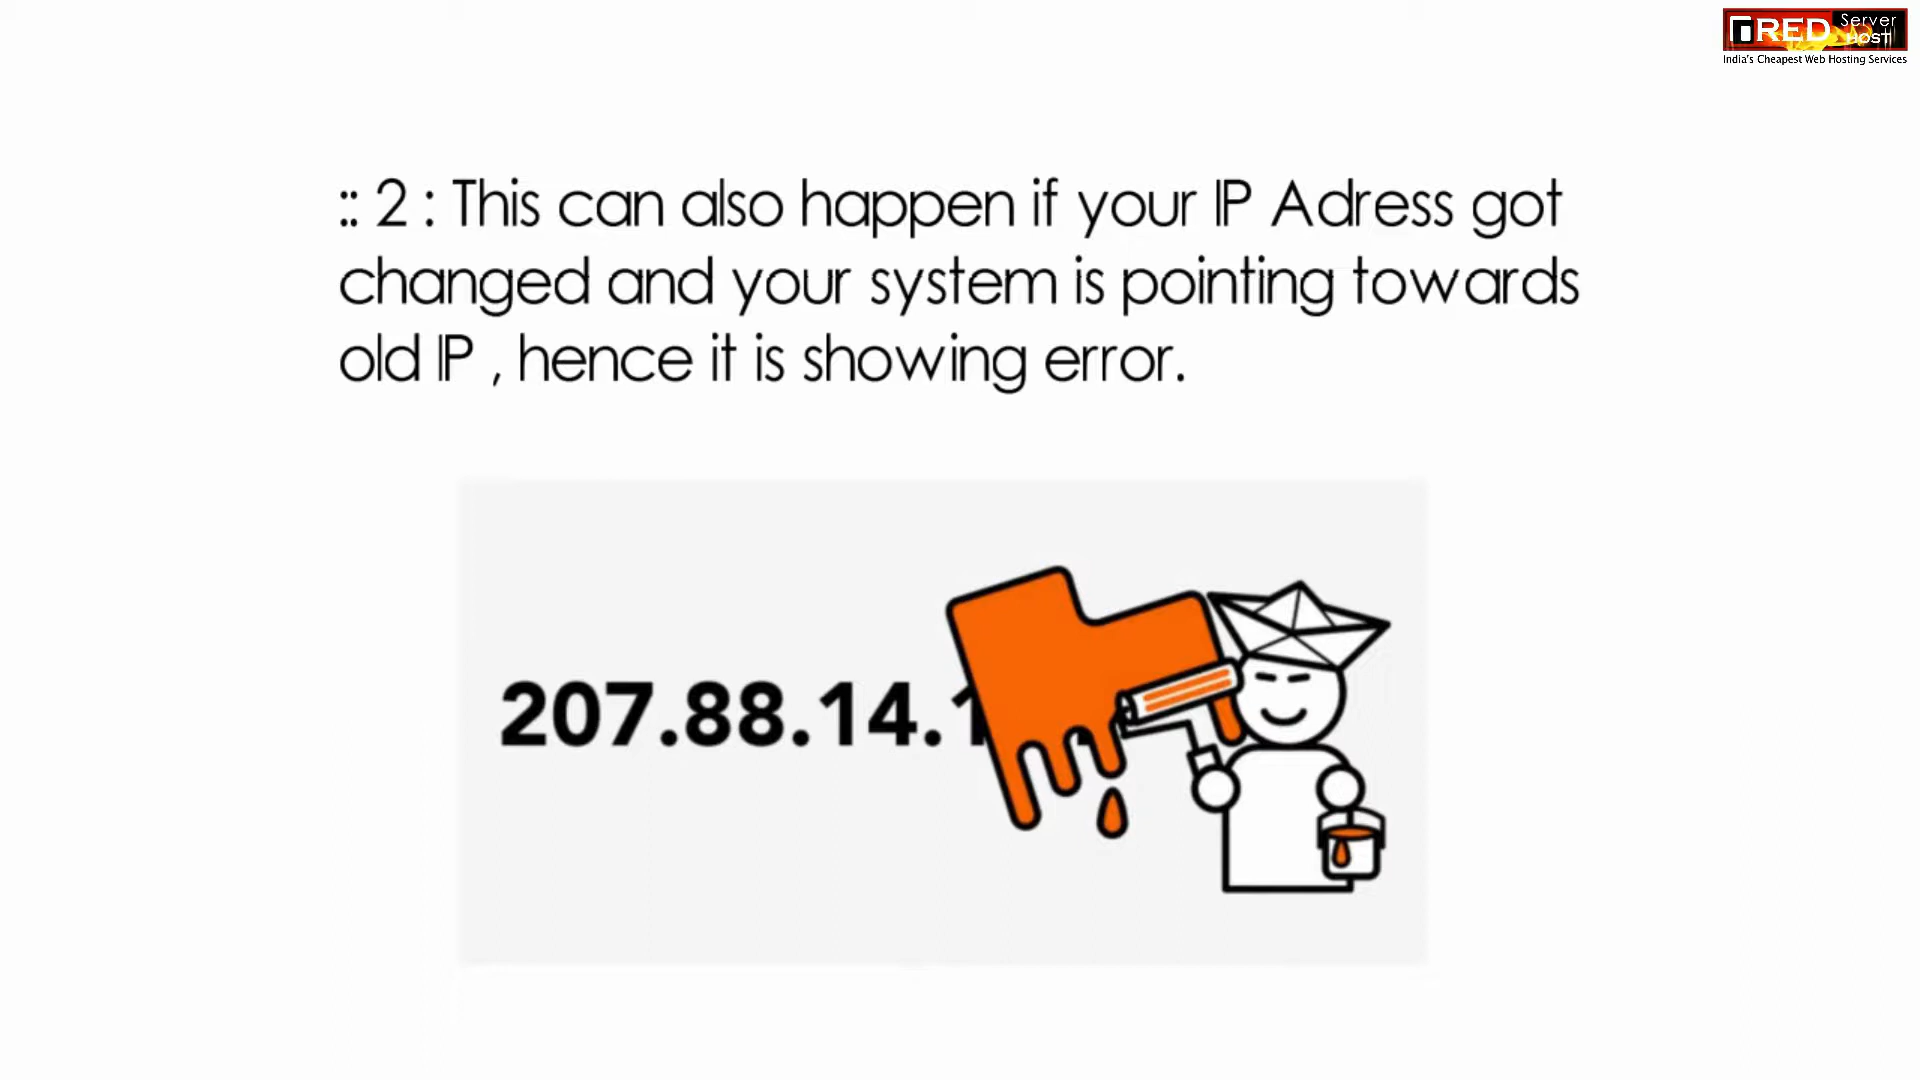 RED Server
HOST
India's Cheapest Web Hosting Services
:: 2 : This can also happen if your IP Adress got
changed and your system is pointing towards
old IP , hence it is showing error.
207.88.14.1